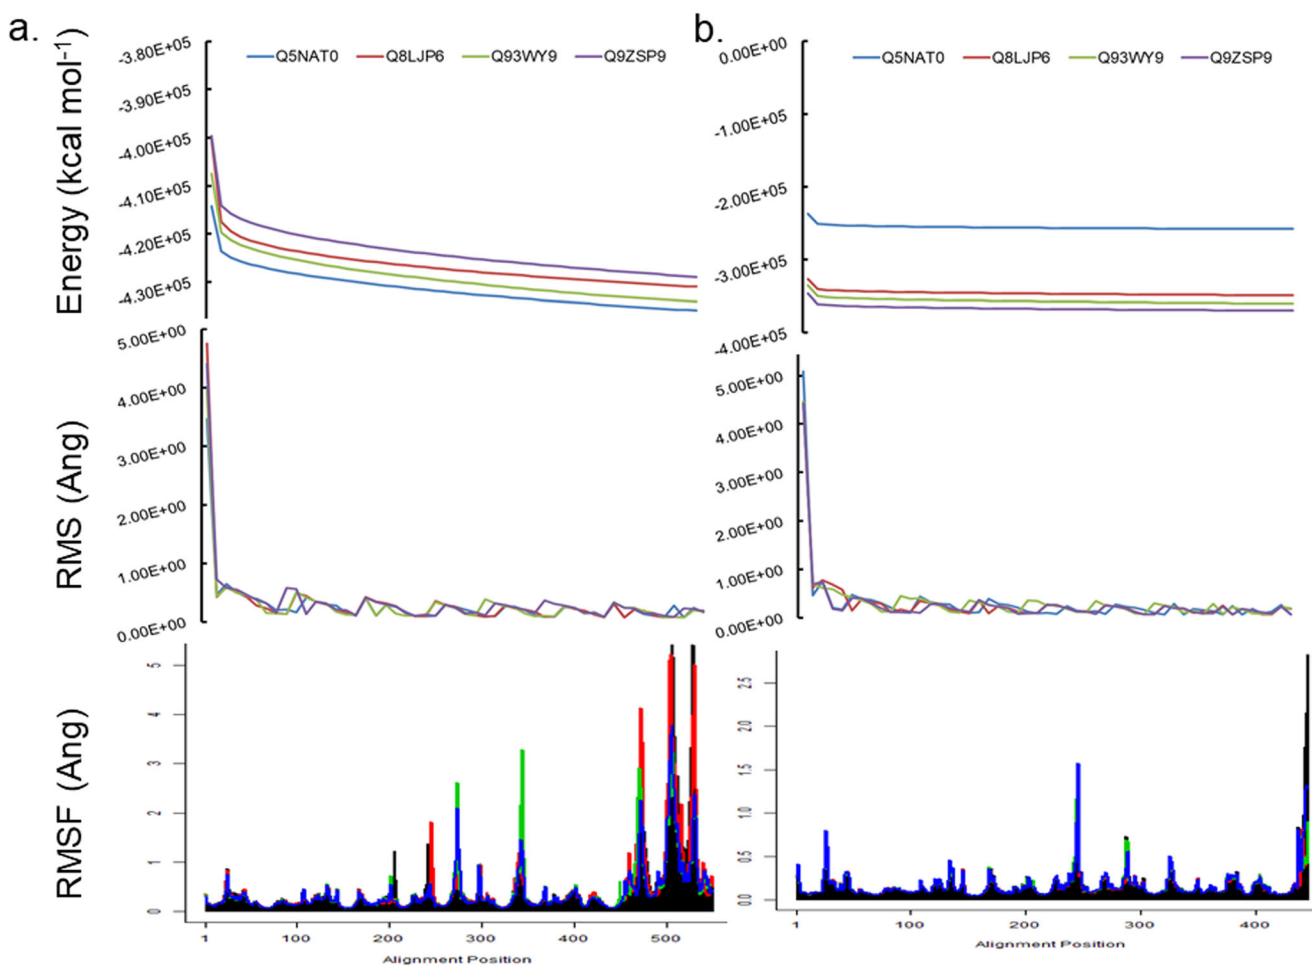 a.
Energy (kcal mol-1)
-3.80E+05
-3.90E+05
-4.00E+05
-4.10E+05
-4.20E+05
-4.30E+05
Q5NAT0 Q8LJP6 Q93WY9 Q9ZSP9
RMS (Ang)
5.00E+00
4.00E+00
3.00E+00
2.00E+00
1.00E+00
0.00E+00
RMSF (Ang)
5
4
3
2
1
0
1 100 200 300 400 500
Alignment Position
b.
0.00E+00
-1.00E+05
-2.00E+05
-3.00E+05
-4.00E+05
Q5NAT0 Q8LJP6 Q93WY9 Q9ZSP9
5.00E+00
4.00E+00
3.00E+00
2.00E+00
1.00E+00
0.00E+00
2.5
2.0
1.5
1.0
0.5
0.0
1 100 200 300 400
Alignment Position